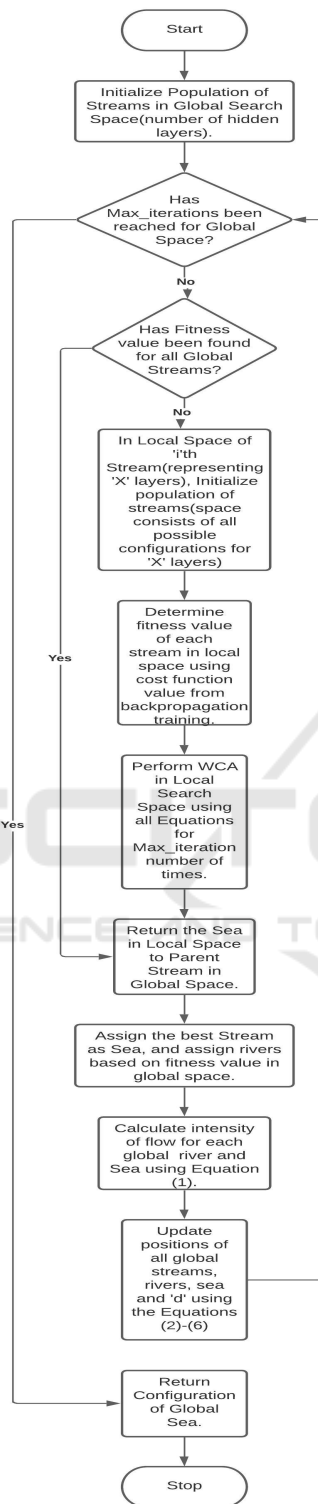 Start
Initialize Population of
Streams in Global Search
Space(number of hidden
layers).
Has
Max_iterations been
reached for Global
Space?
No
Has Fitness
value been found
for all Global
Streams?
No
In Local Space of
'i'th
Stream(representing
'X' layers), Initialize
population of
streams(space
consists of all
possible
configurations for
'X' layers)
Determine
fitness value
of each
stream in local
space using
cost function
value from
backpropagation
training.
Yes
Perform WCA in
Local
Search
Space using
all Equations
for
Max_iteration
number of
times.
Yes
Return the Sea
in Local Space
to Parent
Stream in
Global Space.
Assign the best Stream
as Sea, and assign rivers
based on fitness value in
global space.
Calculate intensity
of flow for each
global river and
Sea using Equation
(1).
Update
positions of
all global
streams,
rivers, sea
and 'd' using
the Equations
(2)-(6)
Return
Configuration
of Global
Sea.
Stop